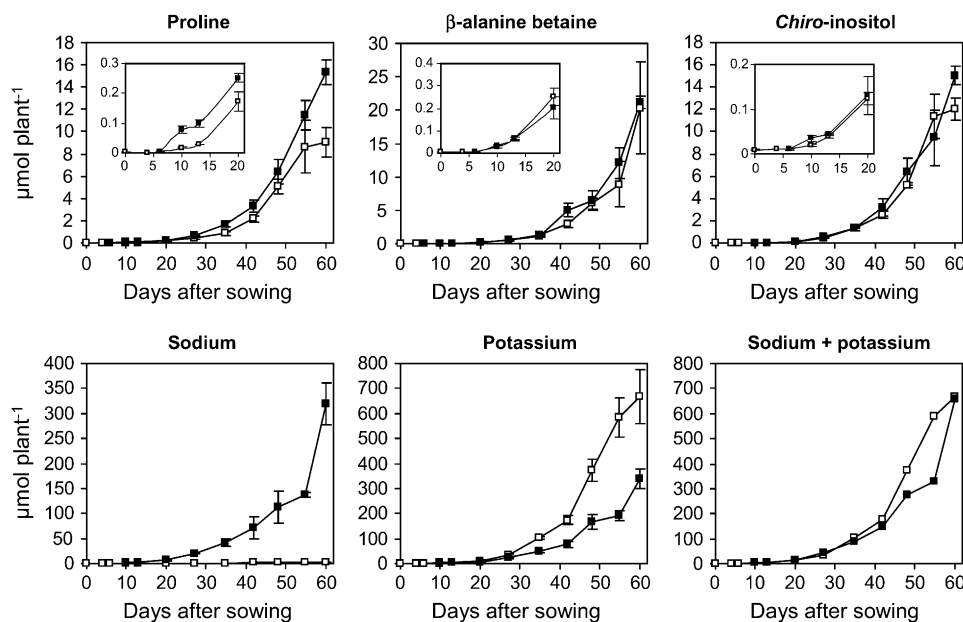 Proline
β-alanine betaine
Chiro-inositol
18
16
14
12
10
8
6
4
2
0
0.3
0.2
0.1
0
0 5 10 15 20
0 10 20 30 40 50 60
30
25
20
15
10
5
0
0.4
0.3
0.2
0.1
0
0 5 10 15 20
0 10 20 30 40 50 60
18
16
14
12
10
8
6
4
2
0
0.2
0.1
0
0 5 10 15 20
0 10 20 30 40 50 60
µmol plant⁻¹
Days after sowing
Days after sowing
Days after sowing
Sodium
Potassium
Sodium + potassium
400
350
300
250
200
150
100
50
0
0 10 20 30 40 50 60
800
700
600
500
400
300
200
100
0
0 10 20 30 40 50 60
800
700
600
500
400
300
200
100
0
0 10 20 30 40 50 60
µmol plant⁻¹
Days after sowing
Days after sowing
Days after sowing